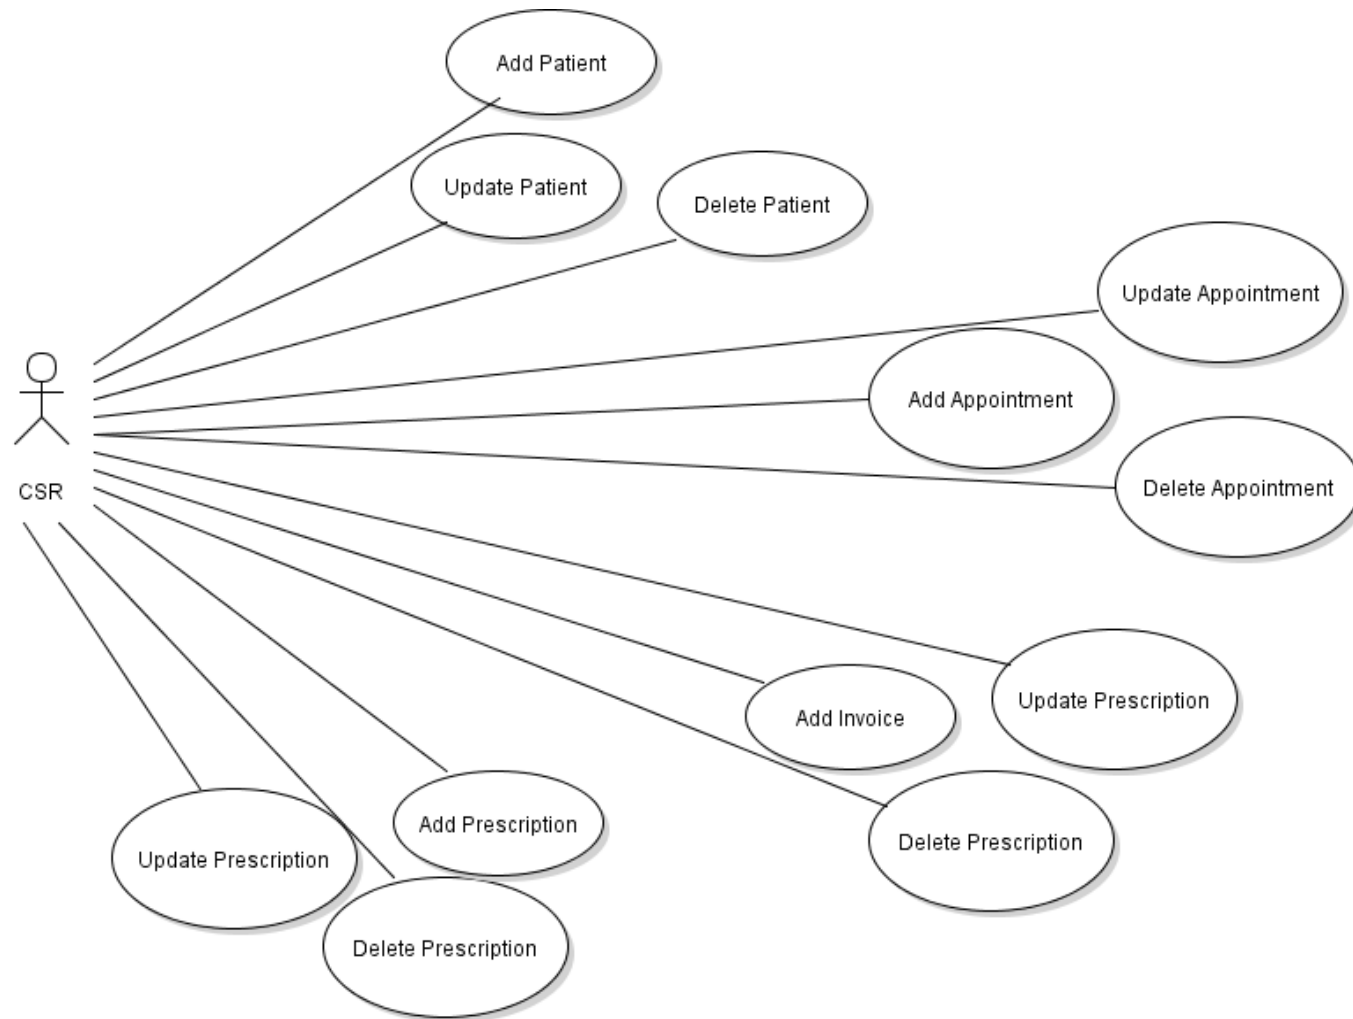 Add Patient
Update Patient
Delete Patient
Update Appointment
Add Appointment
Delete Appointment
CSR
Update Prescription
Add Invoice
Delete Prescription
Add Prescription
Update Prescription
Delete Prescription